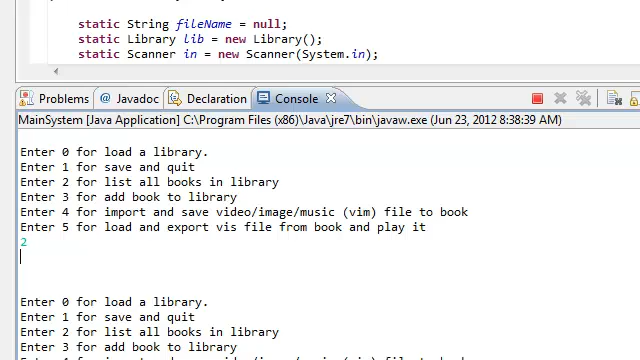 static String fileName = null;
static Library lib = new Library();
static Scanner in = new Scanner(System.in);
Problems @ Javadoc Declaration Console
MainSystem [Java Application] C:\Program Files (x86)\Java\jre7\bin\javaw.exe (Jun 23, 2012 8:38:39 AM)
Enter 0 for load a library.
Enter 1 for save and quit
Enter 2 for list all books in library
Enter 3 for add book to library
Enter 4 for import and save video/image/music (vim) file to book
Enter 5 for load and export vis file from book and play it
2
Enter 0 for load a library.
Enter 1 for save and quit
Enter 2 for list all books in library
Enter 3 for add book to library